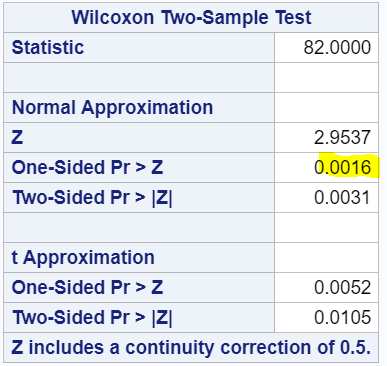 Wilcoxon Two-Sample Test
Statistic 82.0000
Normal Approximation
Z 2.9537
One-Sided Pr > Z 0.0016
Two-Sided Pr > |Z| 0.0031
t Approximation
One-Sided Pr > Z 0.0052
Two-Sided Pr > |Z| 0.0105
Z includes a continuity correction of 0.5.